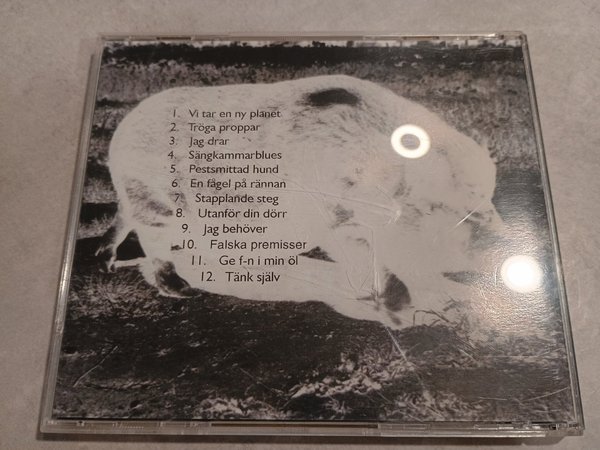 1. Vi tar en ny planet
2. Tröga proppar
3. Jag drar
4. Sängkammarblues
5. Pestsmittad hund
6. En fågel på rännan
7. Stapplande steg
8. Utanför din dörr
9. Jag behöver
10. Falska premisser
11. Ge f-n i min öl
12. Tänk själv